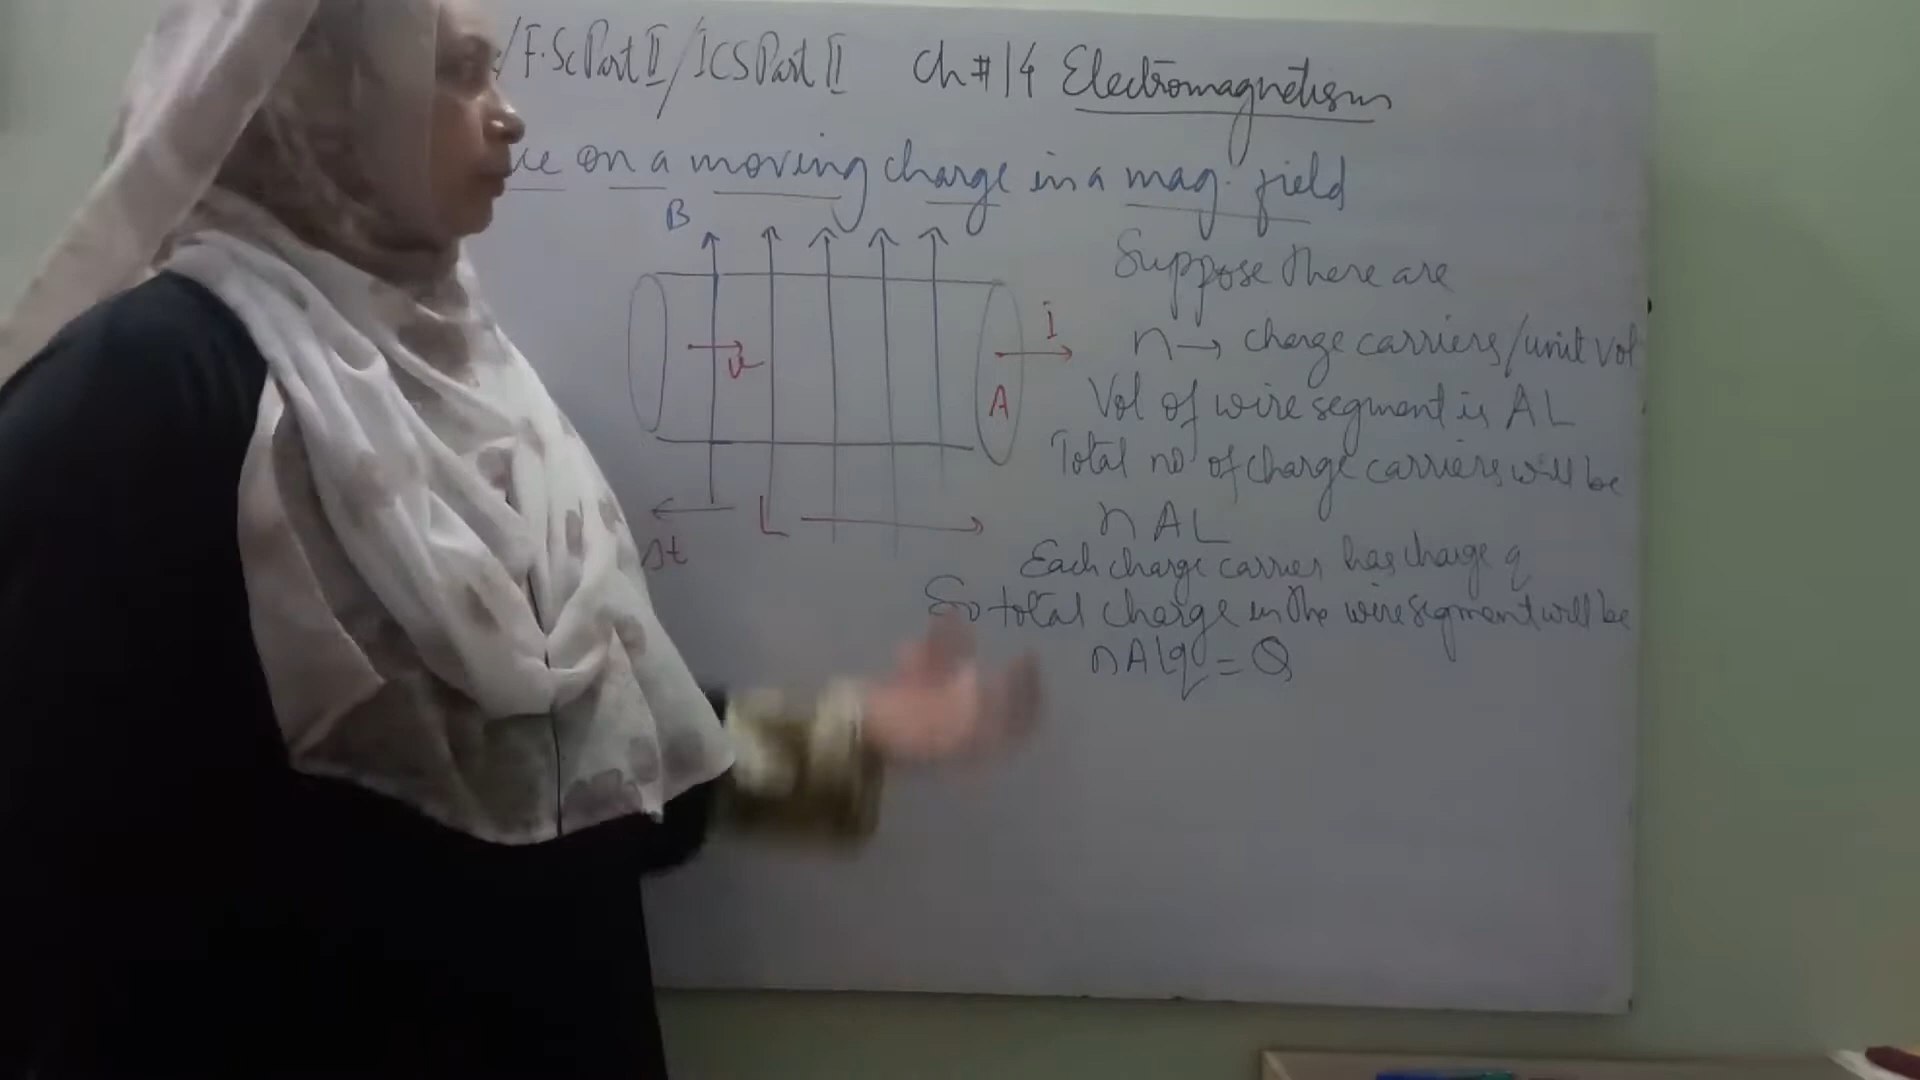 /F.Sc Part II/ICS Part II Ch # 14 Electromagnetism
on a moving charge in a mag. field
B
Suppose there are
I
n → charge carriers/unit Vol
v
A
Vol of wire segment is AL
Total no of charge carriers will be
L
nAL
Δt
Each charge carrier has charge q
So total charge in the wire segment will be
nALq = Q